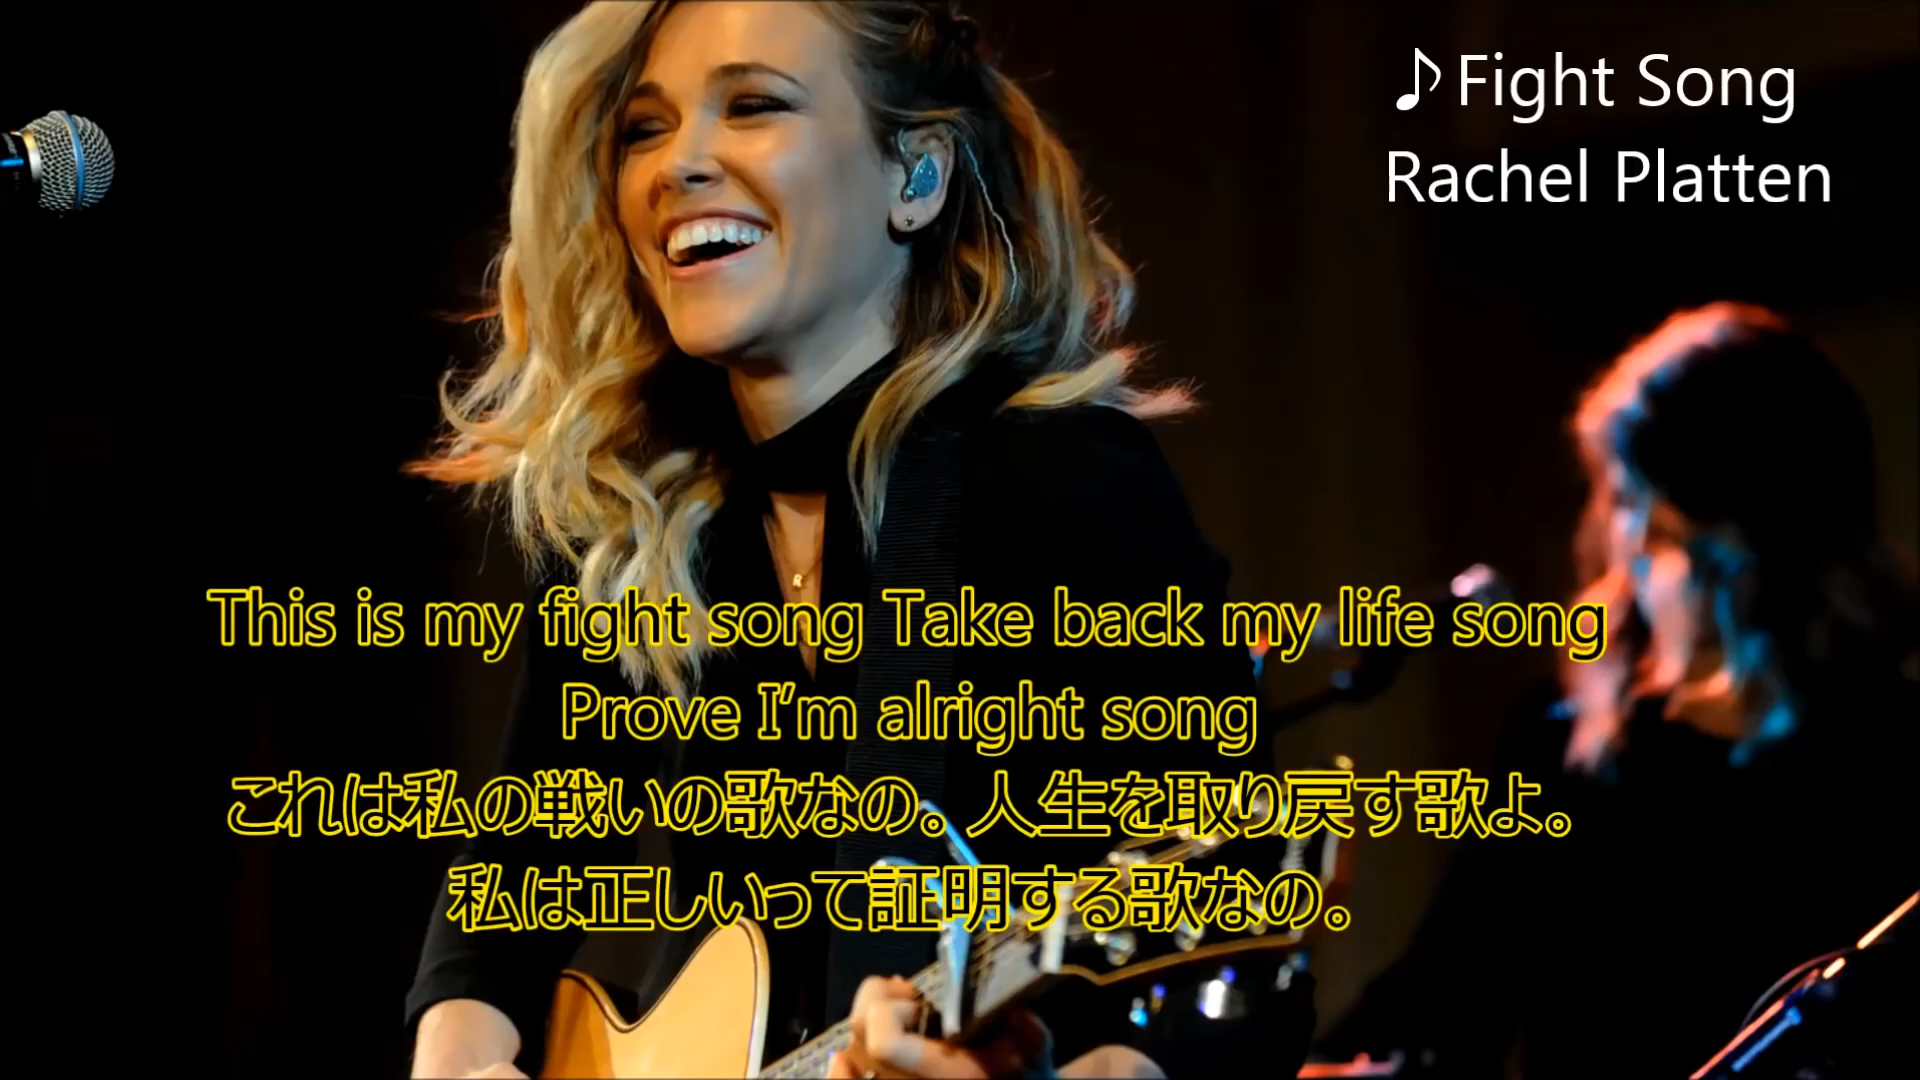 ♪Fight Song
Rachel Platten
This is my fight song Take back my life song
Prove I'm alright song
これは私の戦いの歌なの。人生を取り戻す歌よ。
私は正しいって証明する歌なの。
R